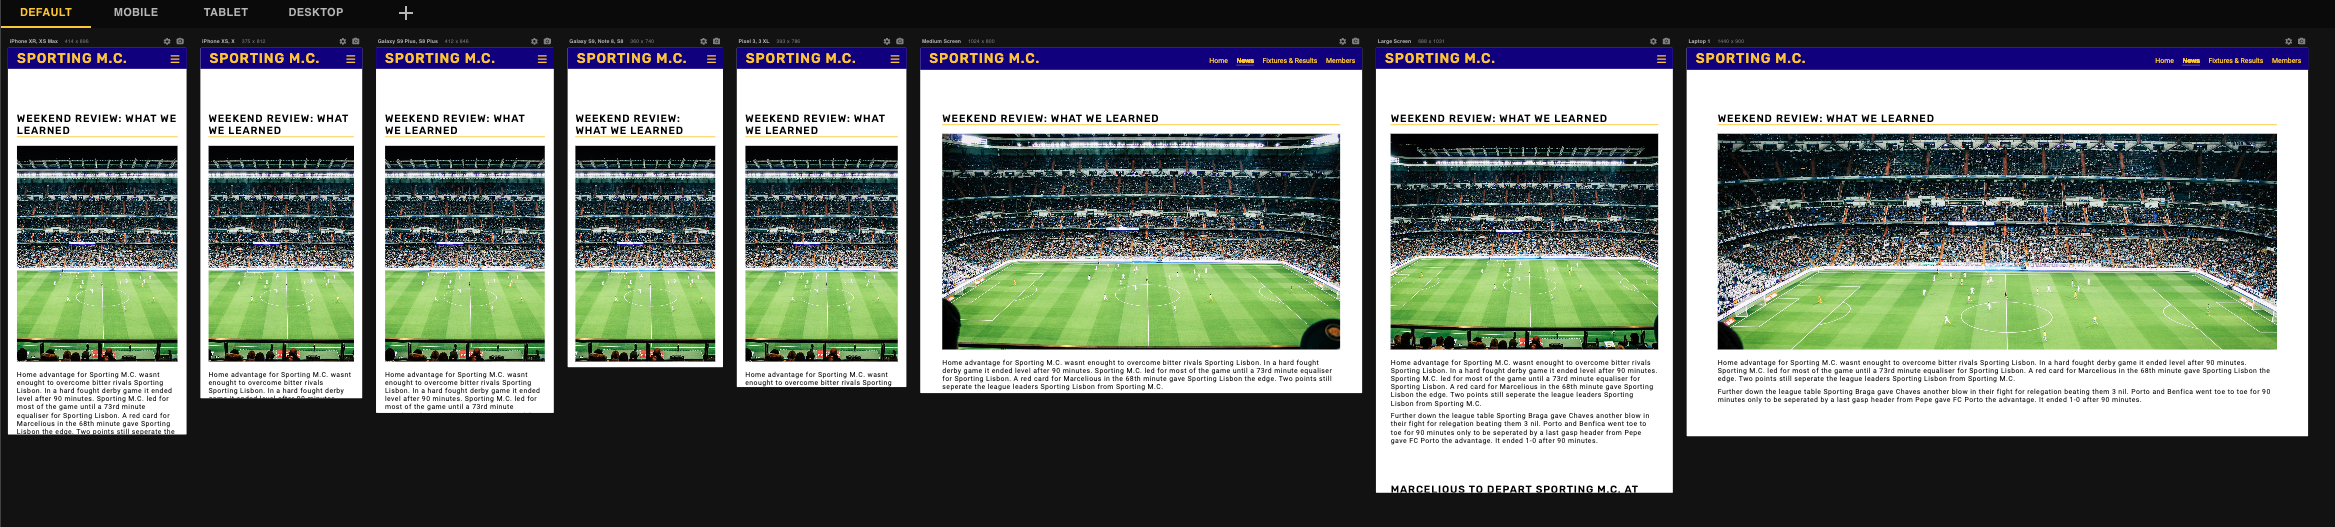 DEFAULT
MOBILE
TABLET
DESKTOP
iPhone XR, XS Max 414 x 896
SPORTING M.C.
WEEKEND REVIEW: WHAT WE
LEARNED
Home advantage for Sporting M.C. wasnt
enought to overcome bitter rivals Sporting
Lisbon. In a hard fought derby game it ended
level after 90 minutes. Sporting M.C. led for
most of the game until a 73rd minute
equaliser for Sporting Lisbon. A red card for
Marcelious in the 68th minute gave Sporting
Lisbon the edge. Two points still seperate the
iPhone XS, X 375 x 812
SPORTING M.C.
WEEKEND REVIEW: WHAT
WE LEARNED
Home advantage for Sporting M.C. wasnt
enought to overcome bitter rivals
Sporting Lisbon. In a hard fought derby
game it ended level after 90 minutes.
Galaxy S9 Plus, S8 Plus 412 x 846
SPORTING M.C.
WEEKEND REVIEW: WHAT
WE LEARNED
Home advantage for Sporting M.C. wasnt
enought to overcome bitter rivals Sporting
Lisbon. In a hard fought derby game it ended
level after 90 minutes. Sporting M.C. led for
most of the game until a 73rd minute
Galaxy S9, Note 8, S8 360 x 740
SPORTING M.C.
WEEKEND REVIEW:
WHAT WE LEARNED
Pixel 3, 3 XL 393 x 786
SPORTING M.C.
WEEKEND REVIEW: WHAT
WE LEARNED
Home advantage for Sporting M.C. wasnt
enought to overcome bitter rivals Sporting
Medium Screen 1024 x 800
SPORTING M.C.
Home News Fixtures & Results Members
WEEKEND REVIEW: WHAT WE LEARNED
Home advantage for Sporting M.C. wasnt enought to overcome bitter rivals Sporting Lisbon. In a hard fought
derby game it ended level after 90 minutes. Sporting M.C. led for most of the game until a 73rd minute equaliser
for Sporting Lisbon. A red card for Marcelious in the 68th minute gave Sporting Lisbon the edge. Two points still
seperate the league leaders Sporting Lisbon from Sporting M.C.
Large Screen
SPORTING M.C.
WEEKEND REVIEW: WHAT WE LEARNED
Home advantage for Sporting M.C. wasnt enought to overcome bitter rivals
Sporting Lisbon. In a hard fought derby game it ended level after 90 minutes.
Sporting M.C. led for most of the game until a 73rd minute equaliser for
Sporting Lisbon. A red card for Marcelious in the 68th minute gave Sporting
Lisbon the edge. Two points still seperate the league leaders Sporting
Lisbon from Sporting M.C.
Further down the league table Sporting Braga gave Chaves another blow in
their fight for relegation beating them 3 nil. Porto and Benfica went toe to
toe for 90 minutes only to be seperated by a last gasp header from Pepe
gave FC Porto the advantage. It ended 1-0 after 90 minutes.
MARCELIOUS TO DEPART SPORTING M.C. AT
Laptop 1 1440 x 900
SPORTING M.C.
Home News Fixtures & Results Members
WEEKEND REVIEW: WHAT WE LEARNED
Home advantage for Sporting M.C. wasnt enought to overcome bitter rivals Sporting Lisbon. In a hard fought derby game it ended level after 90 minutes.
Sporting M.C. led for most of the game until a 73rd minute equaliser for Sporting Lisbon. A red card for Marcelious in the 68th minute gave Sporting Lisbon the
edge. Two points still seperate the league leaders Sporting Lisbon from Sporting M.C.
Further down the league table Sporting Braga gave Chaves another blow in their fight for relegation beating them 3 nil. Porto and Benfica went toe to toe for 90
minutes only to be seperated by a last gasp header from Pepe gave FC Porto the advantage. It ended 1-0 after 90 minutes.